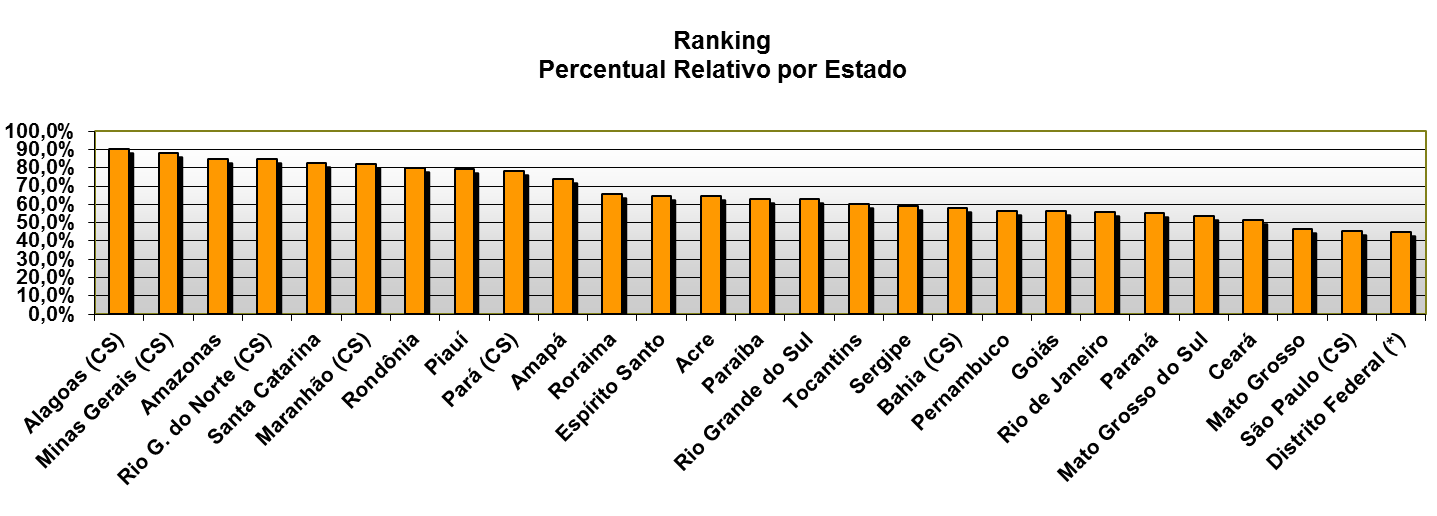 Ranking
Percentual Relativo por Estado
100,0%
90,0%
80,0%
70,0%
60,0%
50,0%
40,0%
30,0%
20,0%
10,0%
0,0%
Alagoas (CS)
Minas Gerais (CS)
Amazonas
Rio G. do Norte (CS)
Santa Catarina
Maranhão (CS)
Rondônia
Piauí
Pará (CS)
Amapá
Roraima
Espírito Santo
Acre
Paraíba
Rio Grande do Sul
Tocantins
Sergipe
Bahia (CS)
Pernambuco
Goiás
Rio de Janeiro
Paraná
Mato Grosso do Sul
Ceará
Mato Grosso
São Paulo (CS)
Distrito Federal (*)